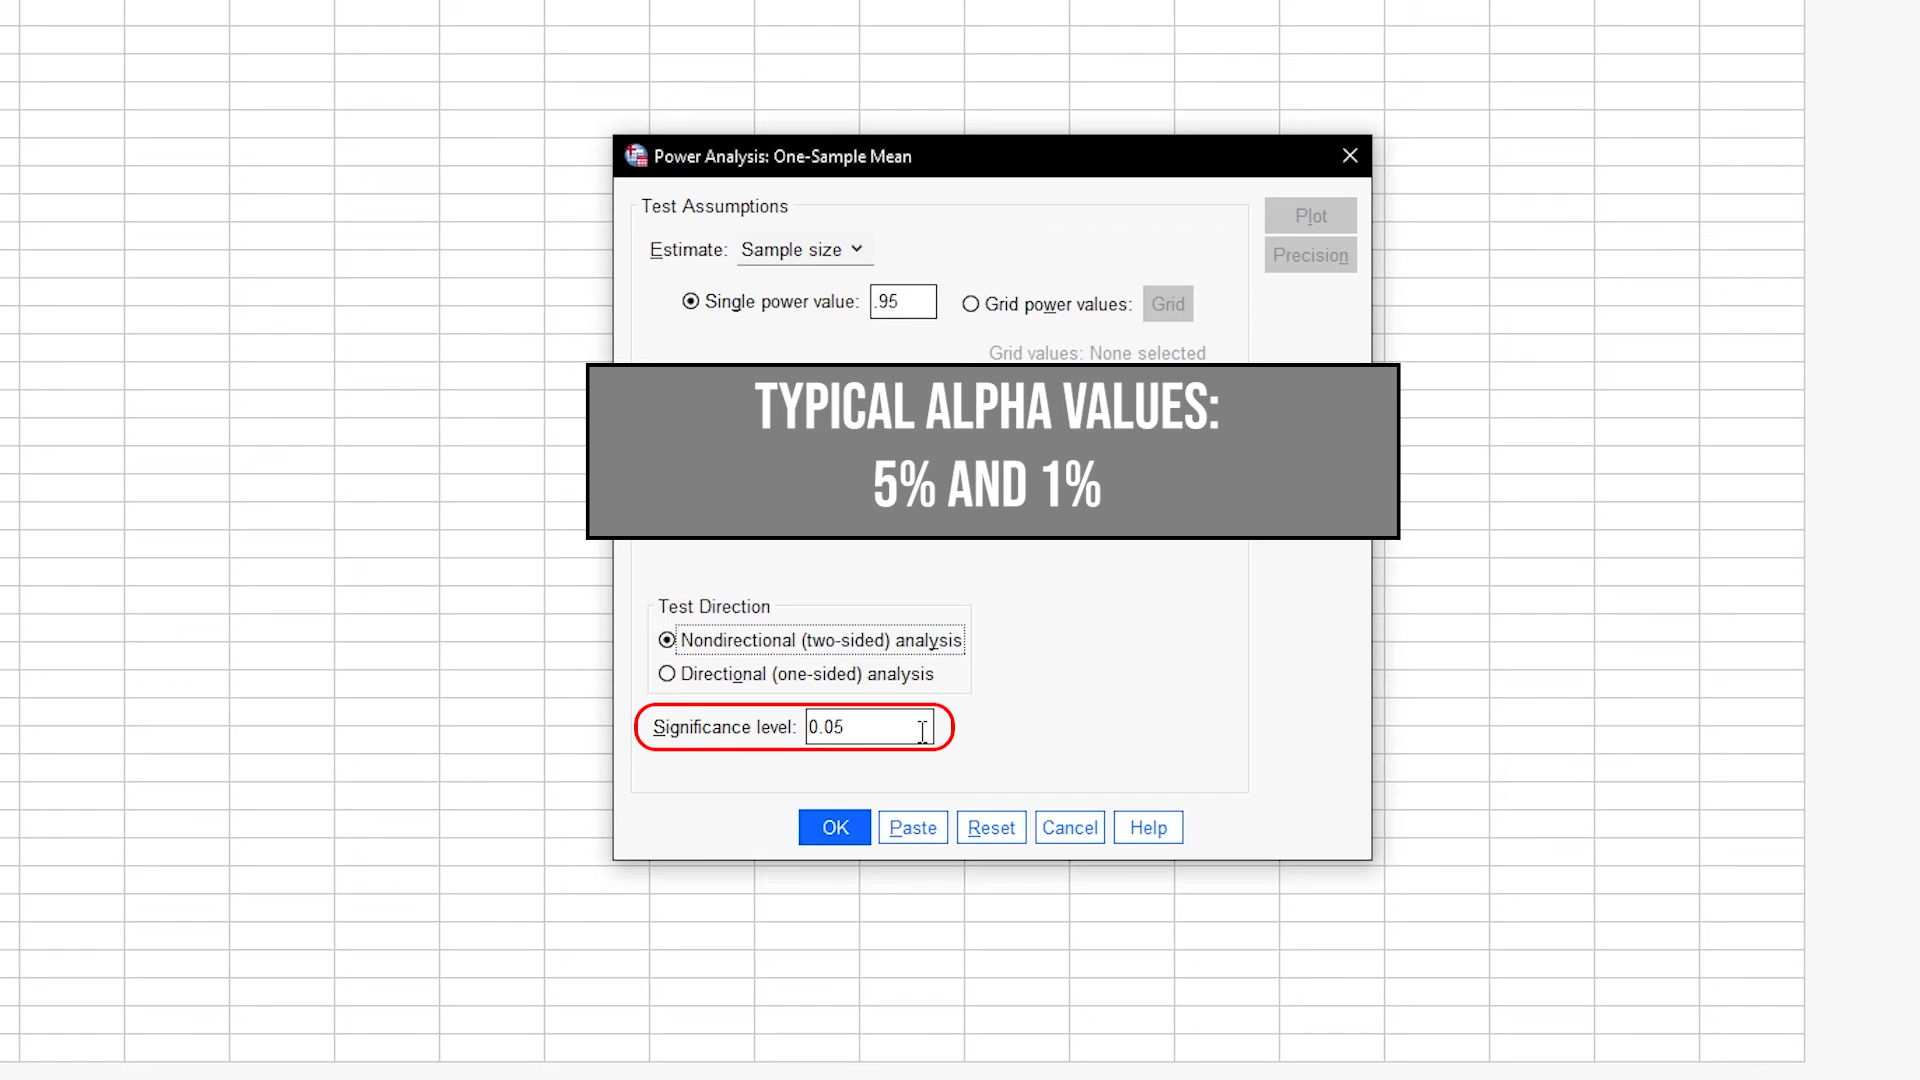 Power Analysis: One-Sample Mean
Test Assumptions
Plot
Estimate: Sample size
Precision
Single power value: .95 Grid power values: Grid
Grid values: None selected
TYPICAL ALPHA VALUES:
5% AND 1%
Test Direction
Nondirectional (two-sided) analysis
Directional (one-sided) analysis
Significance level: 0.05
OK Paste Reset Cancel Help